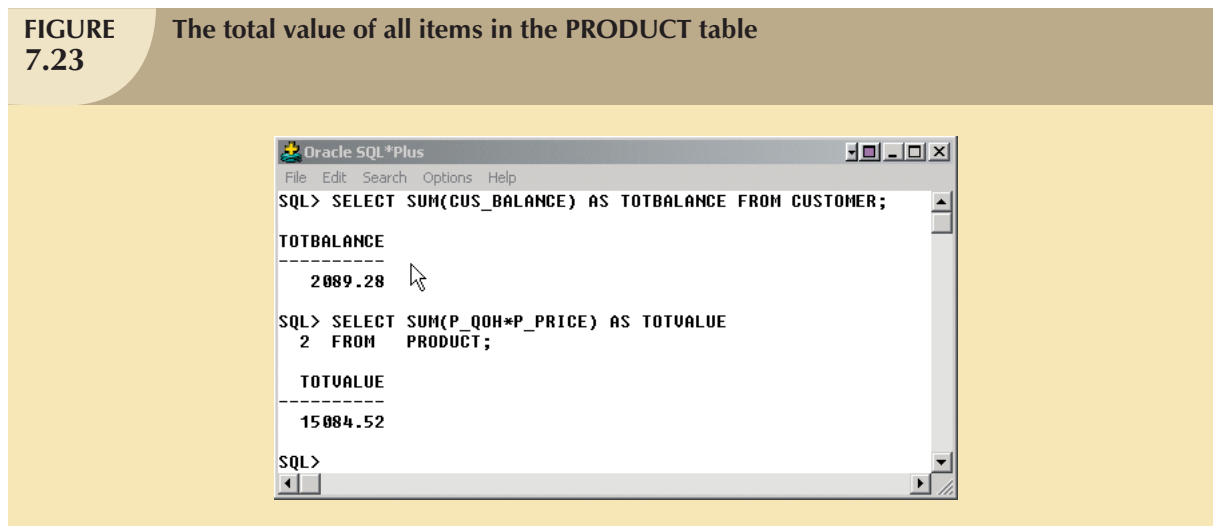 FIGURE 7.23
The total value of all items in the PRODUCT table
Oracle SQL*Plus
File Edit Search Options Help
SQL> SELECT SUM(CUS_BALANCE) AS TOTBALANCE FROM CUSTOMER;
TOTBALANCE
----------
2089.28
SQL> SELECT SUM(P_QOH*P_PRICE) AS TOTVALUE
2 FROM PRODUCT;
TOTVALUE
----------
15084.52
SQL>